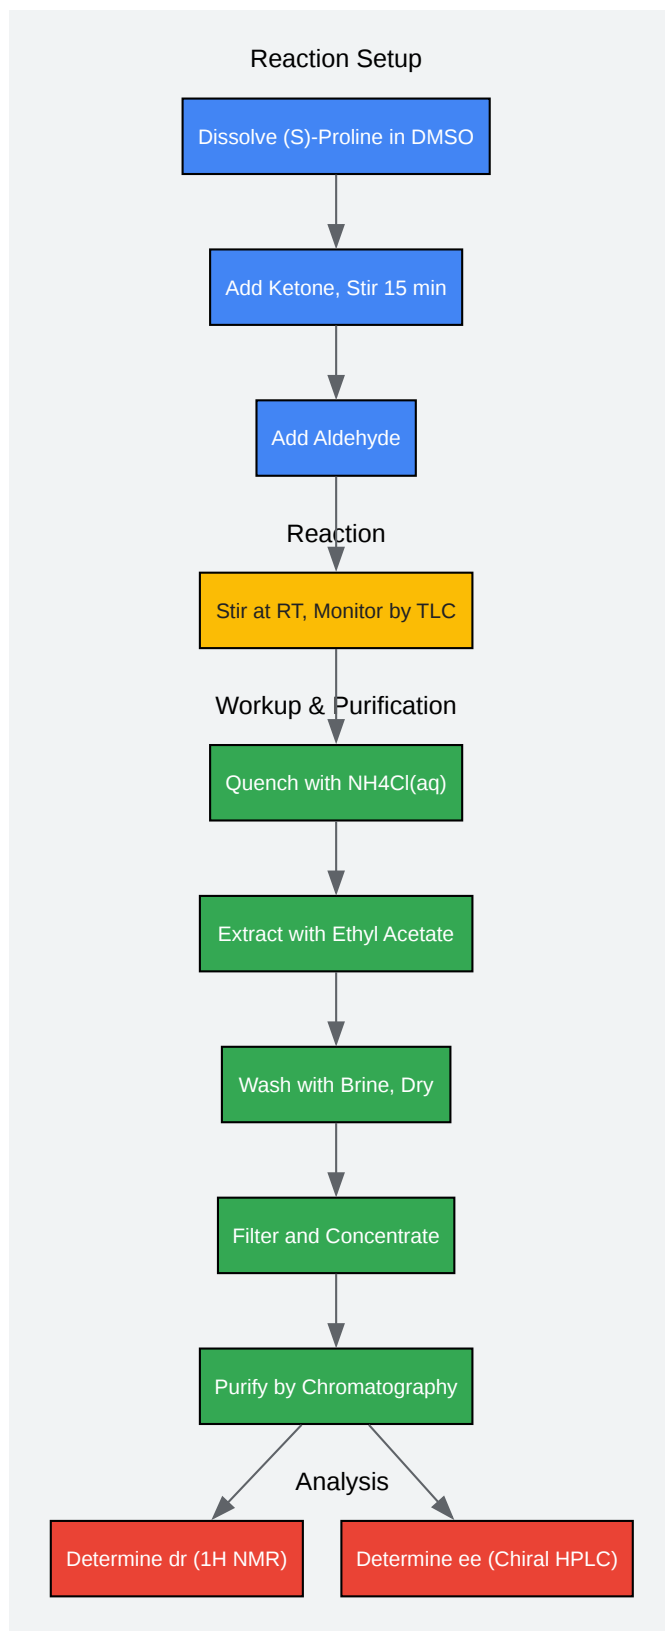 Reaction Setup
Dissolve (S)-Proline in DMSO
Add Ketone, Stir 15 min
Add Aldehyde
Reaction
Stir at RT, Monitor by TLC
Workup & Purification
Quench with NH4Cl(aq)
Extract with Ethyl Acetate
Wash with Brine, Dry
Filter and Concentrate
Purify by Chromatography
Analysis
Determine dr (1H NMR)
Determine ee (Chiral HPLC)